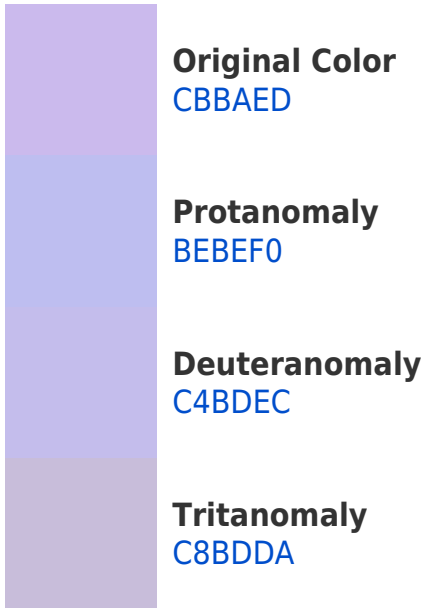 Original Color
CBBAED
Protanomaly
BEBEF0
Deuteranomaly
C4BDEC
Tritanomaly
C8BDDA